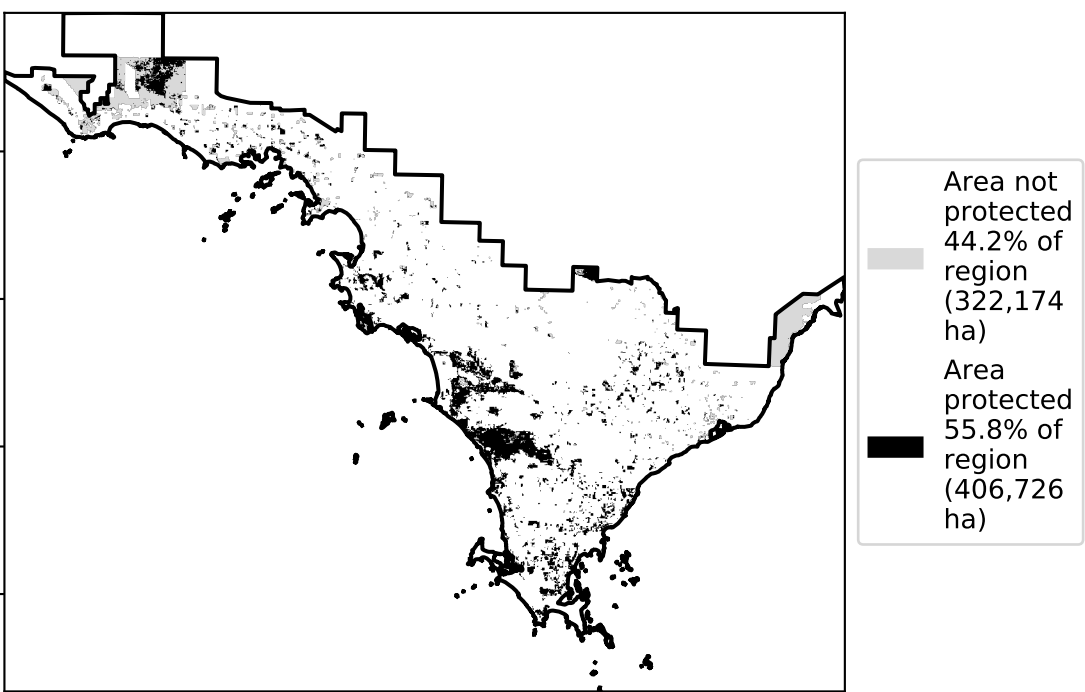 Area not
protected
44.2% of
region
(322,174
ha)
Area
protected
55.8% of
region
(406,726
ha)